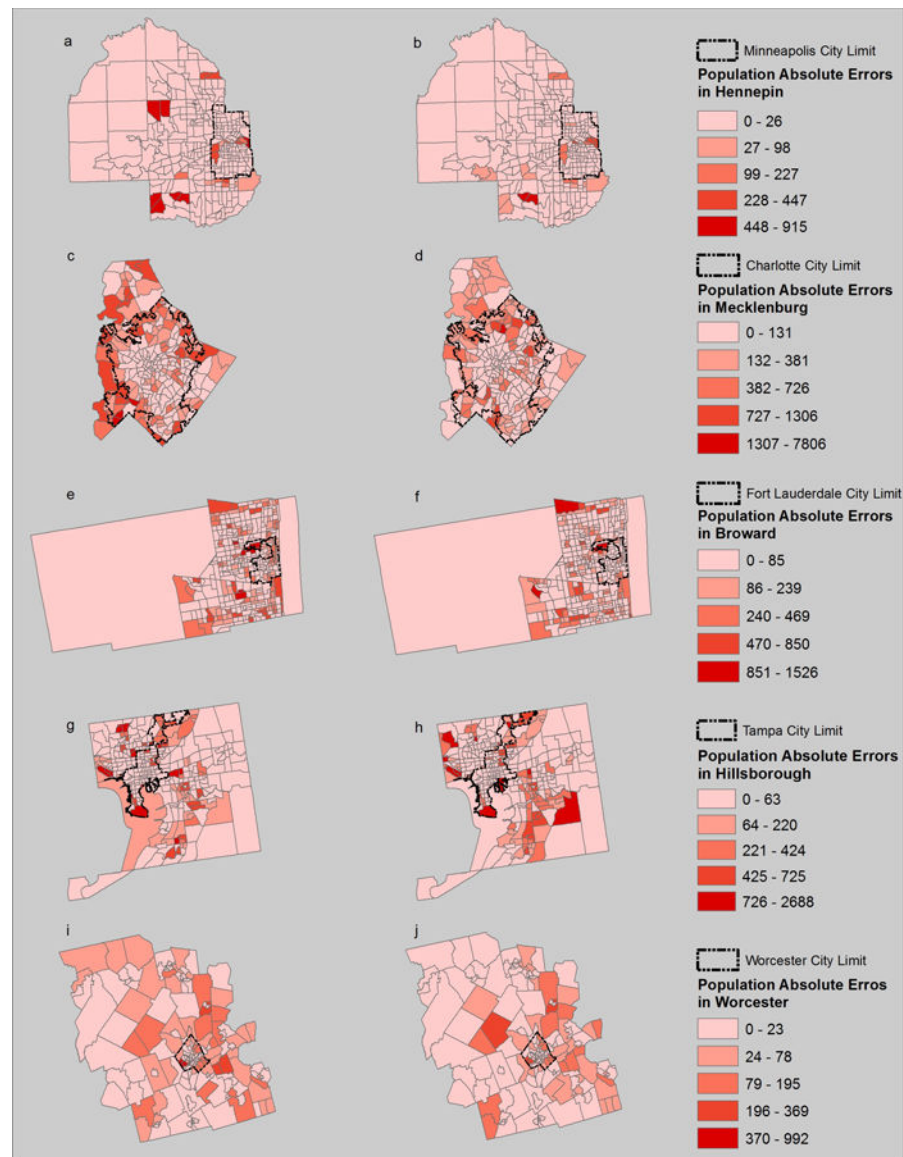 a
b
Minneapolis City Limit
Population Absolute Errors
in Hennepin
0 - 26
27 - 98
99 - 227
228 - 447
448 - 915
c
d
Charlotte City Limit
Population Absolute Errors
in Mecklenburg
0 - 131
132 - 381
382 - 726
727 - 1306
1307 - 7806
e
f
Fort Lauderdale City Limit
Population Absolute Errors
in Broward
0 - 85
86 - 239
240 - 469
470 - 850
851 - 1526
g
h
Tampa City Limit
Population Absolute Errors
in Hillsborough
0 - 63
64 - 220
221 - 424
425 - 725
726 - 2688
i
j
Worcester City Limit
Population Absolute Erros
in Worcester
0 - 23
24 - 78
79 - 195
196 - 369
370 - 992